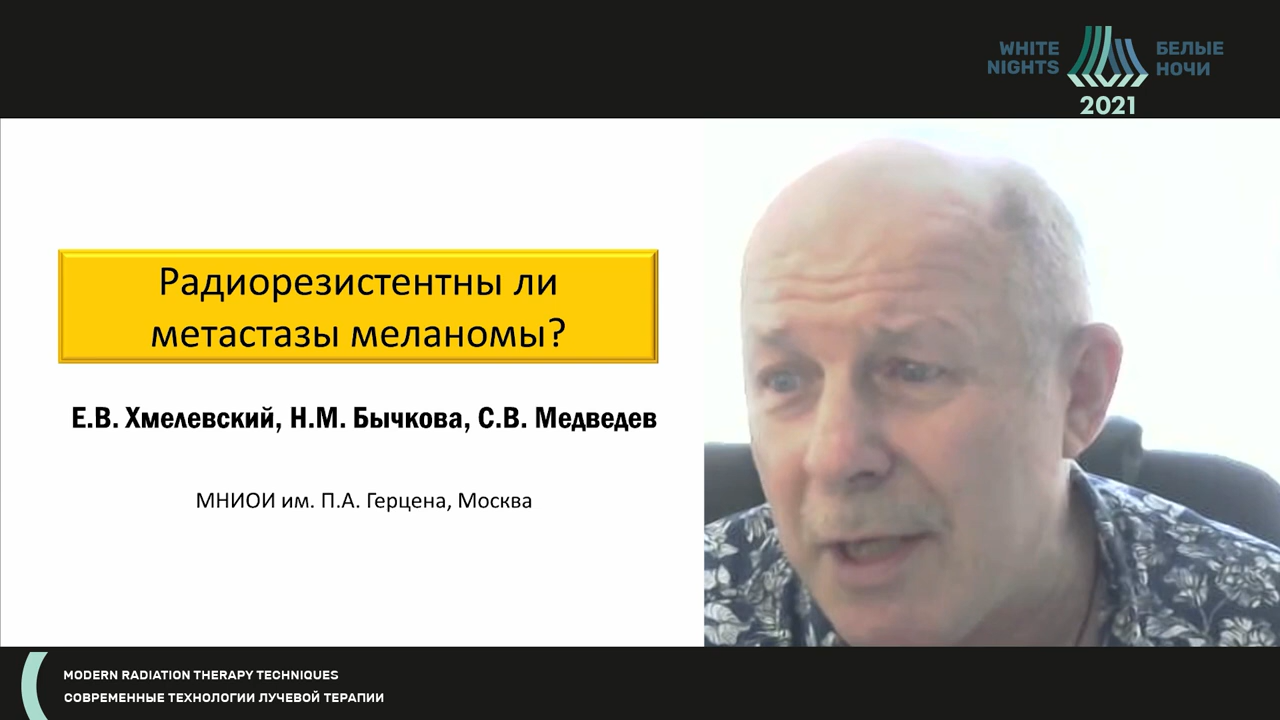 WHITE
NIGHTS
БЕЛЫЕ
НОЧИ
2021
Радиорезистентны ли
метастазы меланомы?
Е.В. Хмелевский, Н.М. Бычкова, С.В. Медведев
МНИОИ им. П.А. Герцена, Москва
MODERN RADIATION THERAPY TECHNIQUES
СОВРЕМЕННЫЕ ТЕХНОЛОГИИ ЛУЧЕВОЙ ТЕРАПИИ